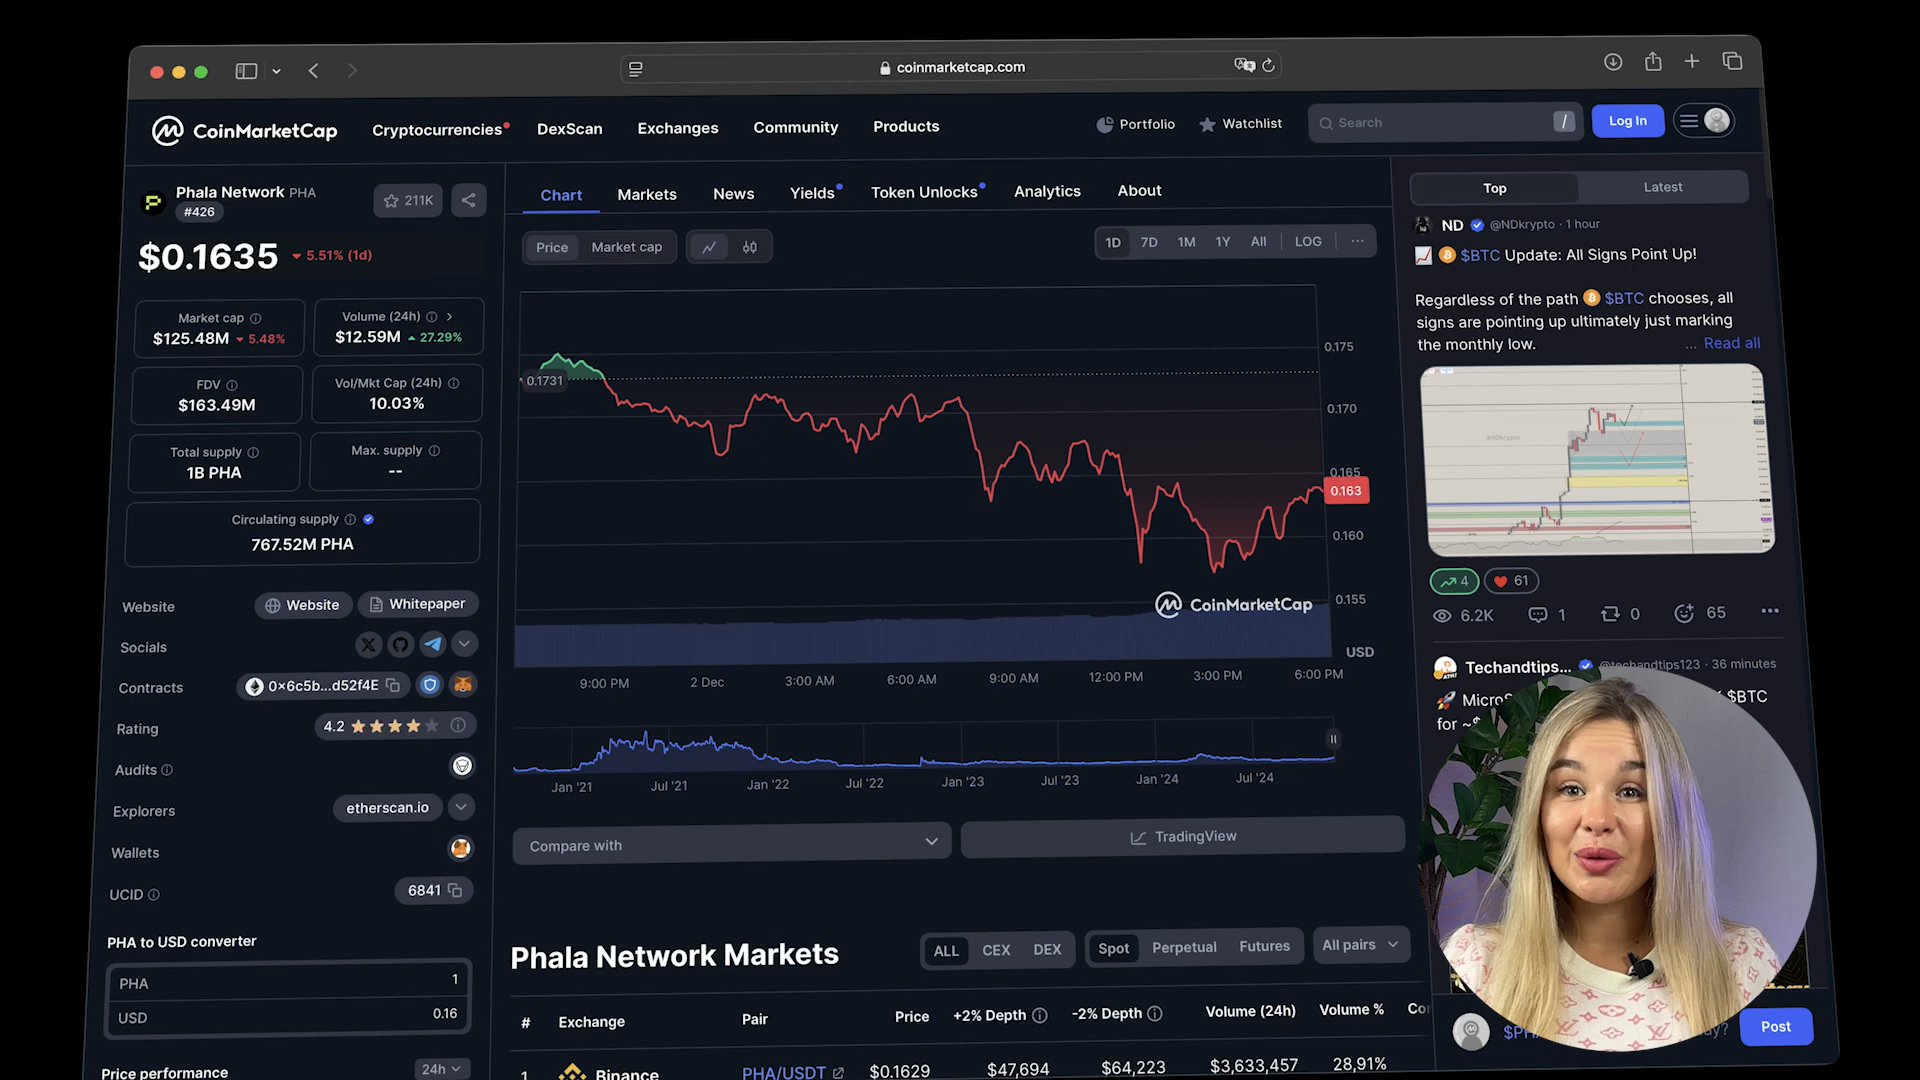 coinmarketcap.com
CoinMarketCap
Cryptocurrencies DexScan Exchanges Community Products
Portfolio Watchlist Search / Log In
Phala Network PHA
#426
211K
$0.1635 5.51% (1d)
Market cap
$125.48M 5.48%
Volume (24h)
$12.59M 27.29%
FDV
$163.49M
Vol/Mkt Cap (24h)
10.03%
Total supply
1B PHA
Max. supply
--
Circulating supply
767.52M PHA
Website Website Whitepaper
Socials
Contracts 0x6c5b...d52f4E
Rating 4.2
Audits
Explorers etherscan.io
Wallets
UCID 6841
PHA to USD converter
PHA 1
USD 0.16
Price performance 24h
Chart Markets News Yields Token Unlocks Analytics About
Price Market cap
1D 7D 1M 1Y All LOG ...
0.1731
0.175
0.170
0.165
0.163
0.160
0.155
CoinMarketCap
USD
9:00 PM 2 Dec 3:00 AM 6:00 AM 9:00 AM 12:00 PM 3:00 PM 6:00 PM
Jan '21 Jul '21 Jan '22 Jul '22 Jan '23 Jul '23 Jan '24 Jul '24
Compare with
TradingView
Phala Network Markets
ALL CEX DEX Spot Perpetual Futures All pairs
# Exchange Pair Price +2% Depth -2% Depth Volume (24h) Volume %
1 Binance PHA/USDT $0.1629 $47,694 $64,223 $3,633,457 28,91%
Top Latest
ND @NDkrypto · 1 hour
$BTC Update: All Signs Point Up!
Regardless of the path $BTC chooses, all
signs are pointing up ultimately just marking
the monthly low.
... Read all
@NDkrypto
4 61
6.2K 1 0 65 ...
Techandtips... @techandtips123 · 36 minutes
$BTC
for
Post